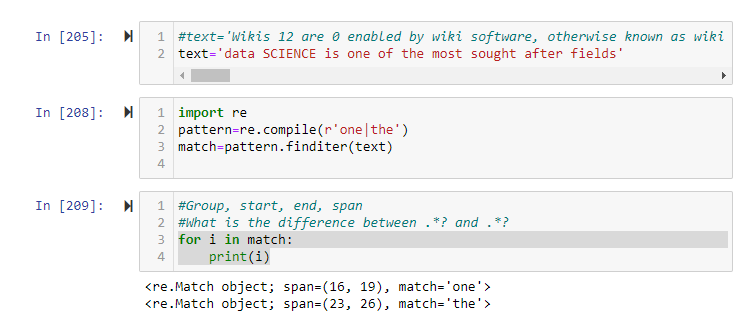 In [205]:
1 #text='Wikis 12 are 0 enabled by wiki software, otherwise known as wiki
2 text='data SCIENCE is one of the most sought after fields'
In [208]:
1 import re
2 pattern=re.compile(r'one|the')
3 match=pattern.finditer(text)
4
In [209]:
1 #Group, start, end, span
2 #What is the difference between .*? and .*?
3 for i in match:
4     print(i)
<re.Match object; span=(16, 19), match='one'>
<re.Match object; span=(23, 26), match='the'>